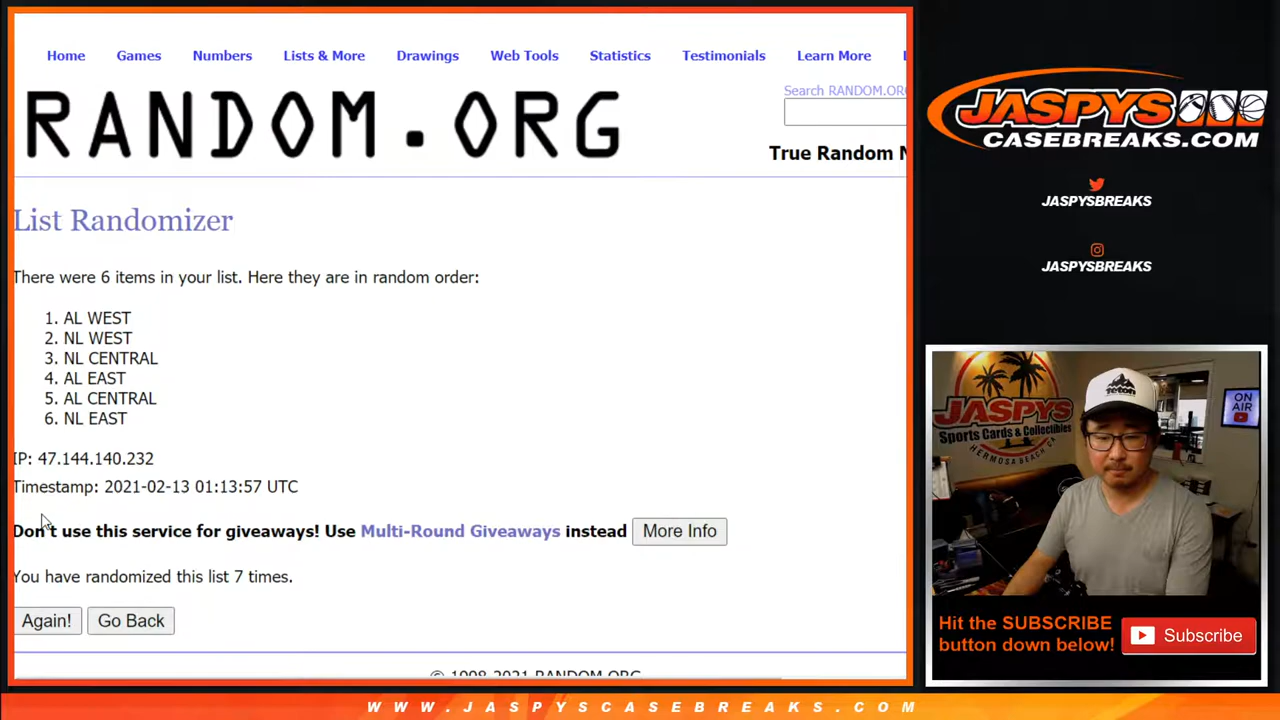 Home Games Numbers Lists & More Drawings Web Tools Statistics Testimonials Learn More
RANDOM.ORG
Search RANDOM.ORG
True Random N
List Randomizer
There were 6 items in your list. Here they are in random order:
1. AL WEST
2. NL WEST
3. NL CENTRAL
4. AL EAST
5. AL CENTRAL
6. NL EAST
IP: 47.144.140.232
Timestamp: 2021-02-13 01:13:57 UTC
Don't use this service for giveaways! Use Multi-Round Giveaways instead More Info
You have randomized this list 7 times.
Again! Go Back
© 1998-2021 RANDOM.ORG
JASPYS
CASEBREAKS.COM
JASPYSBREAKS
JASPYSBREAKS
JASPYS
Sports Cards & Collectibles
HERMOSA BEACH CA
teton
ON AIR
Hit the SUBSCRIBE
button down below!
Subscribe
WWW.JASPYSCASEBREAKS.COM